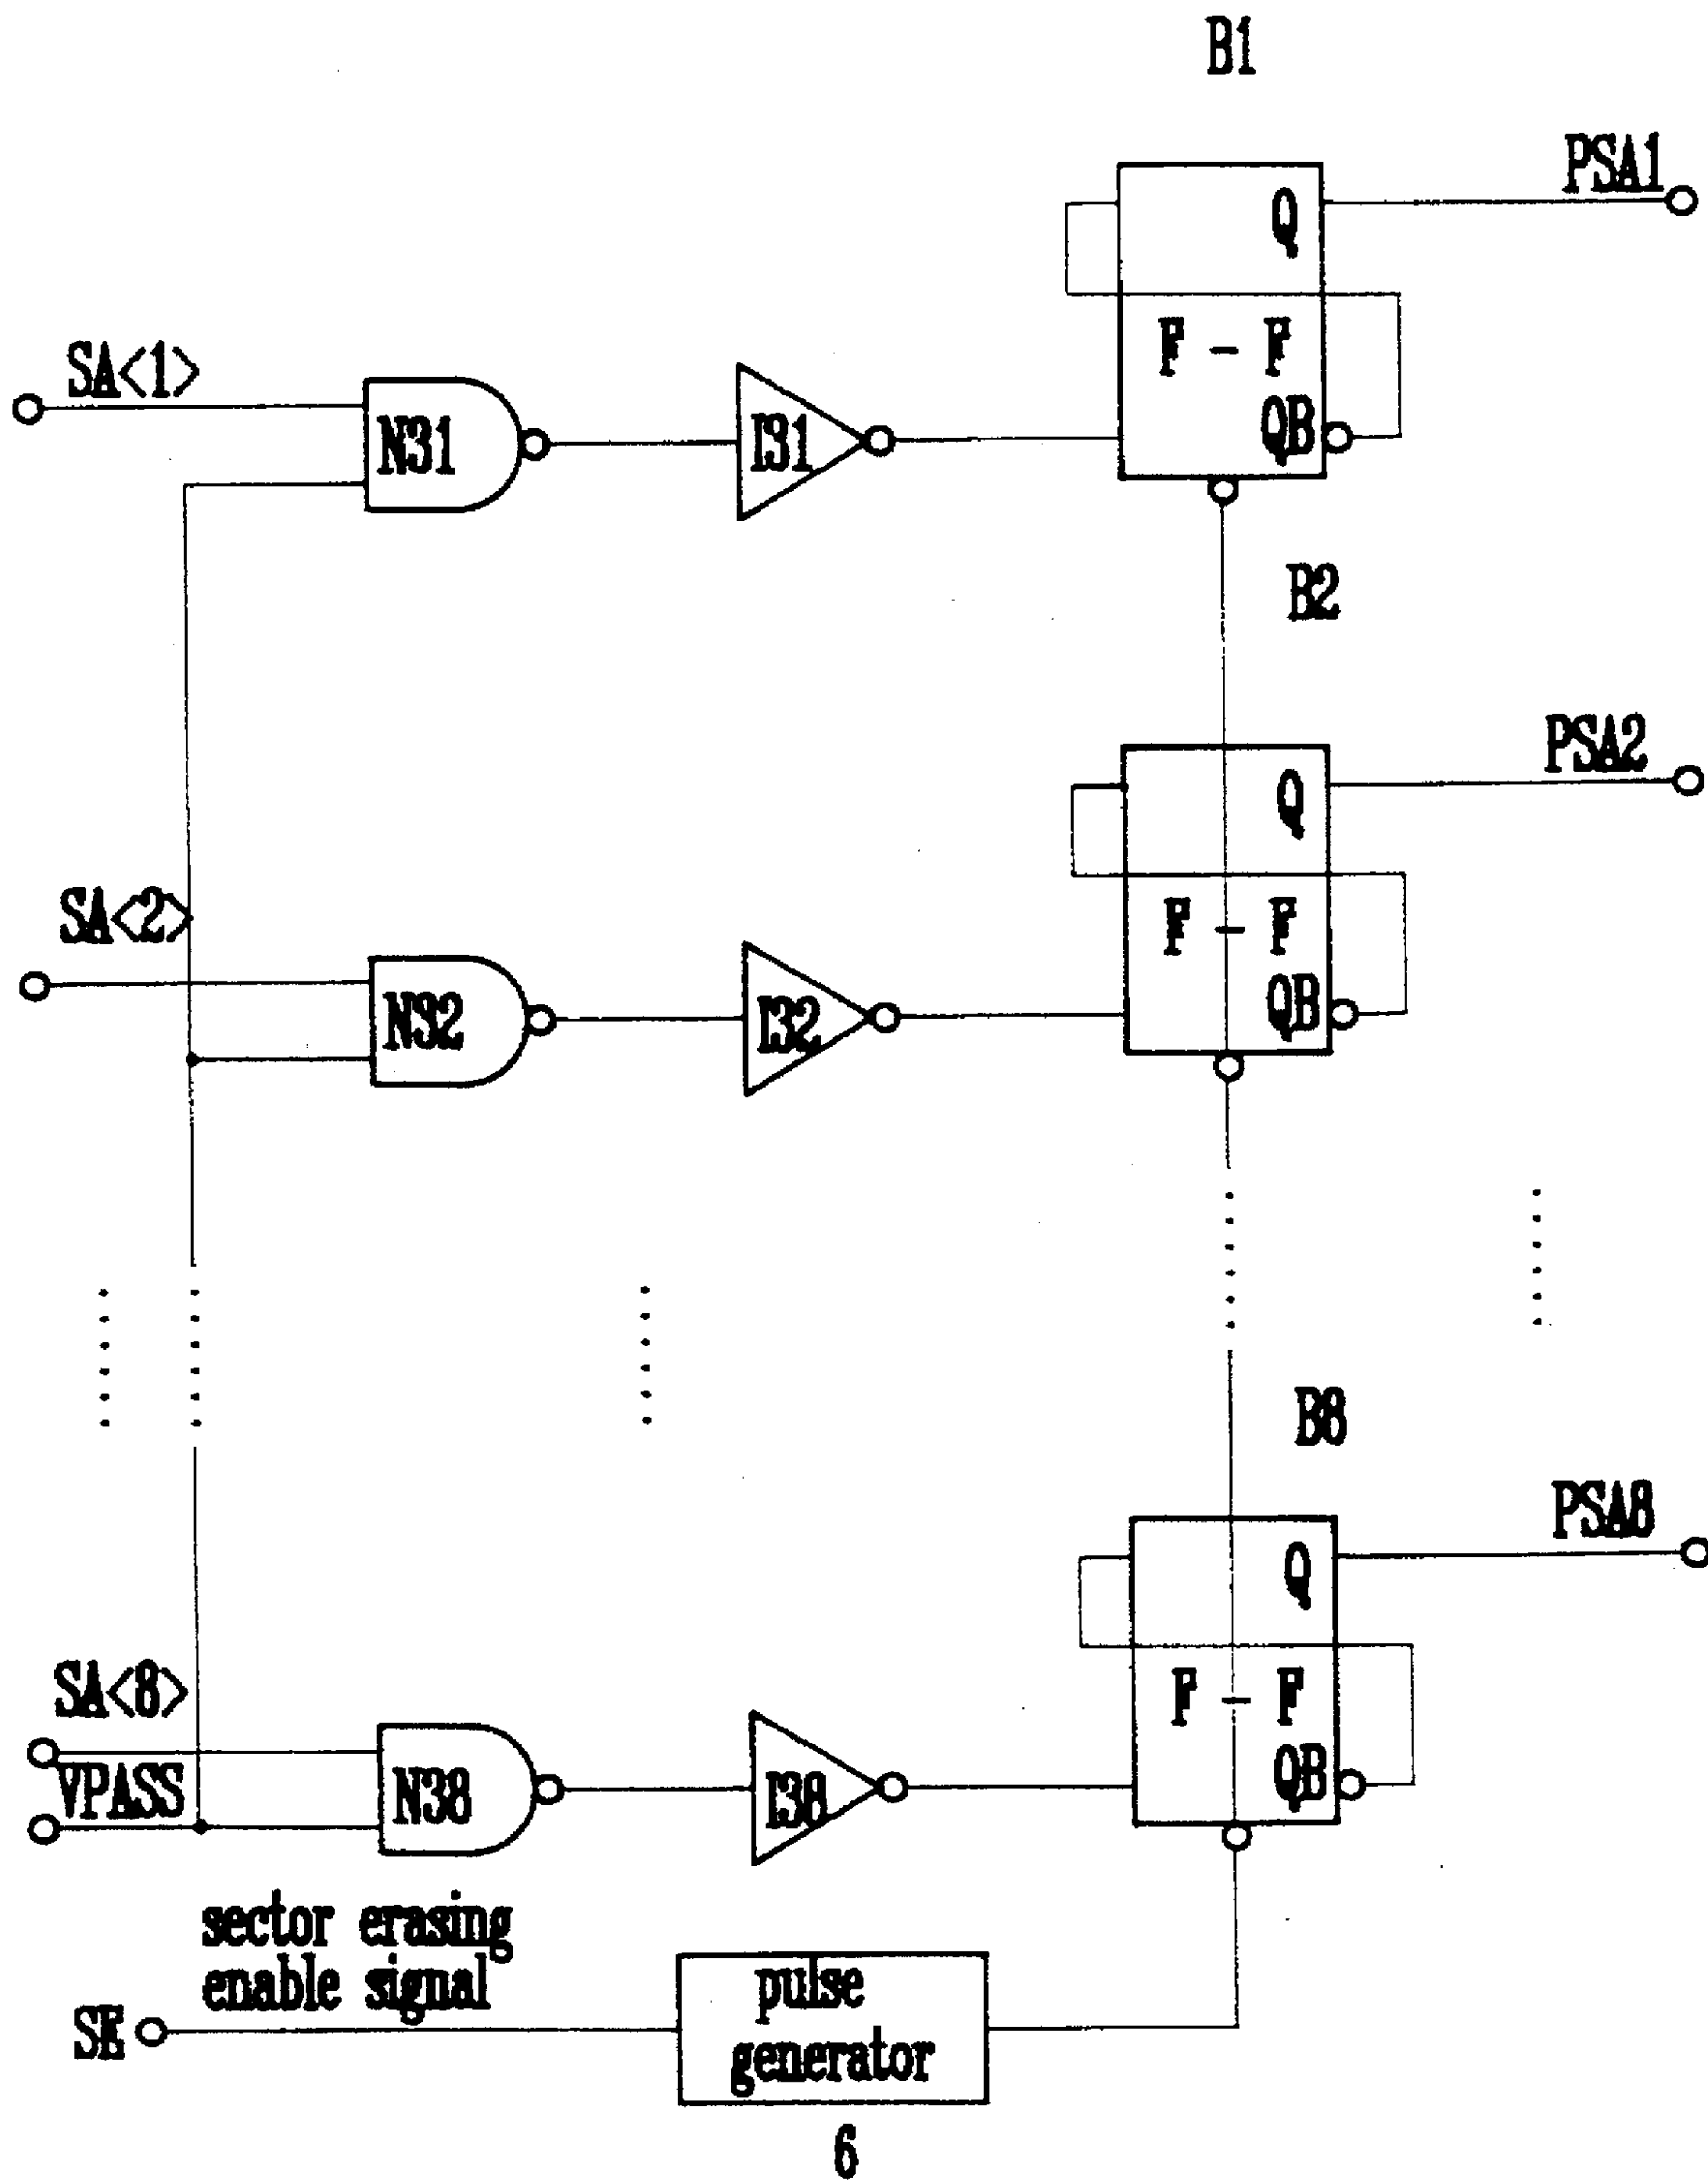 B1
PSA1
Q
F - F
QB
SA<1>
N31
I31
B2
PSA2
Q
F - F
QB
SA<2>
N32
I32
B8
PSA8
Q
F - F
QB
SA<8>
VPASS
N38
I38
sector erasing
enable signal
SE
pulse
generator
6